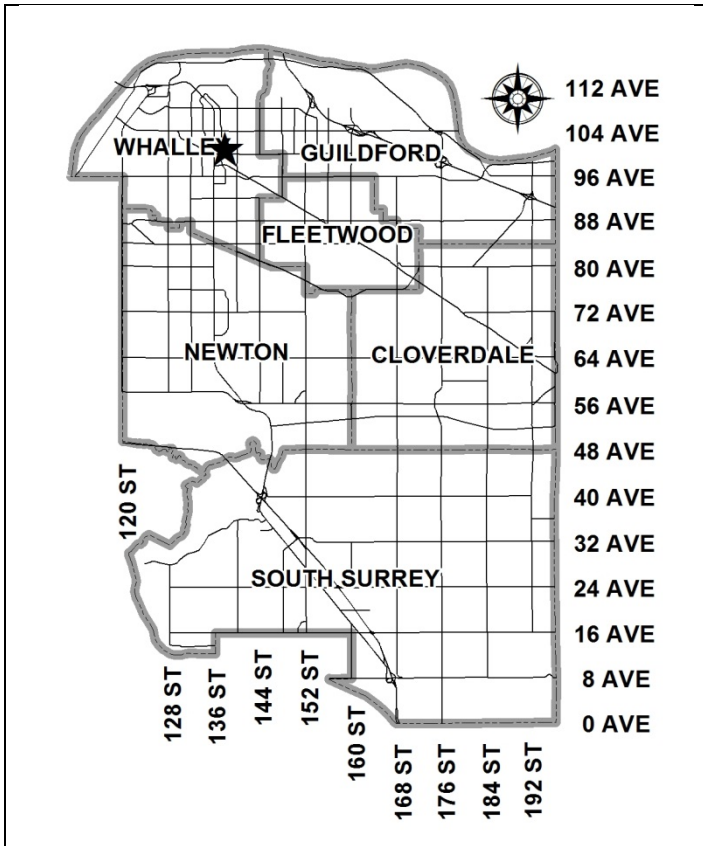 112 AVE
104 AVE
WHALLEY
GUILDFORD
96 AVE
88 AVE
FLEETWOOD
80 AVE
72 AVE
NEWTON
CLOVERDALE
64 AVE
56 AVE
48 AVE
120 ST
40 AVE
32 AVE
SOUTH SURREY
24 AVE
16 AVE
8 AVE
0 AVE
128 ST
136 ST
144 ST
152 ST
160 ST
168 ST
176 ST
184 ST
192 ST